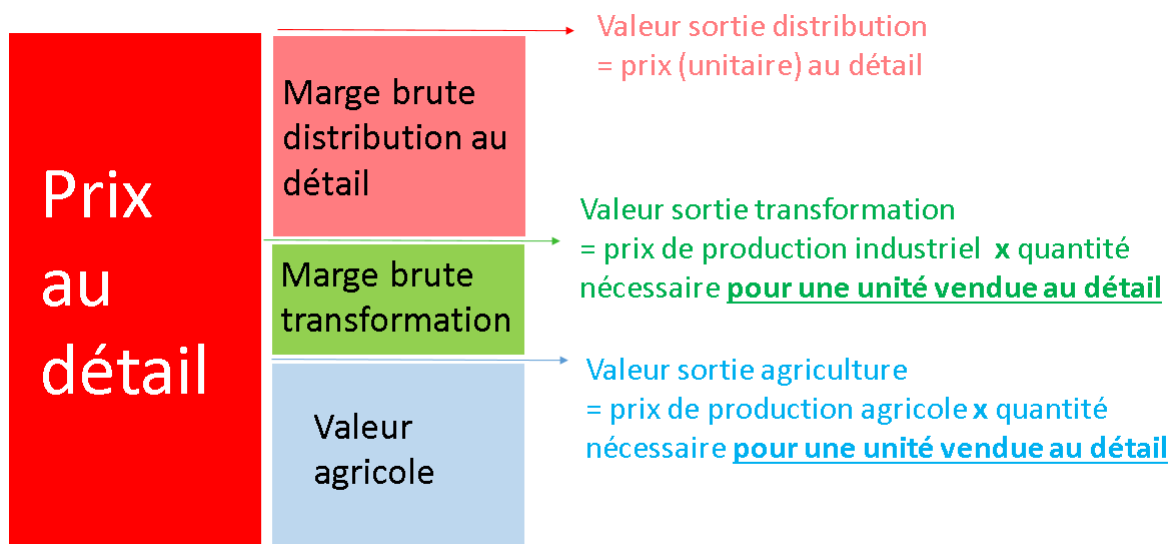 Prix
au
détail
Marge brute
distribution au
détail
Marge brute
transformation
Valeur
agricole
Valeur sortie distribution
= prix (unitaire) au détail
Valeur sortie transformation
= prix de production industriel x quantité
nécessaire pour une unité vendue au détail
Valeur sortie agriculture
= prix de production agricole x quantité
nécessaire pour une unité vendue au détail